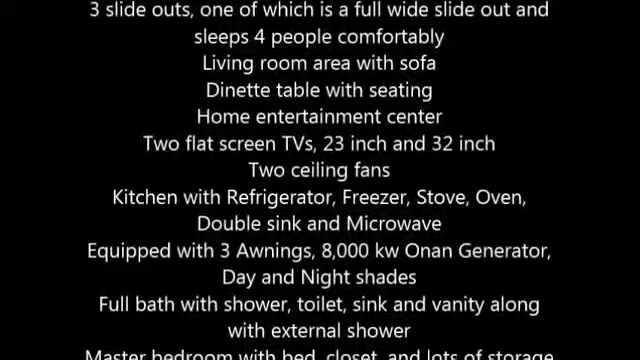 3 slide outs, one of which is a full wide slide out and
sleeps 4 people comfortably
Living room area with sofa
Dinette table with seating
Home entertainment center
Two flat screen TVs, 23 inch and 32 inch
Two ceiling fans
Kitchen with Refrigerator, Freezer, Stove, Oven,
Double sink and Microwave
Equipped with 3 Awnings, 8,000 kw Onan Generator,
Day and Night shades
Full bath with shower, toilet, sink and vanity along
with external shower
Master bedroom with bed, closet, and lots of storage